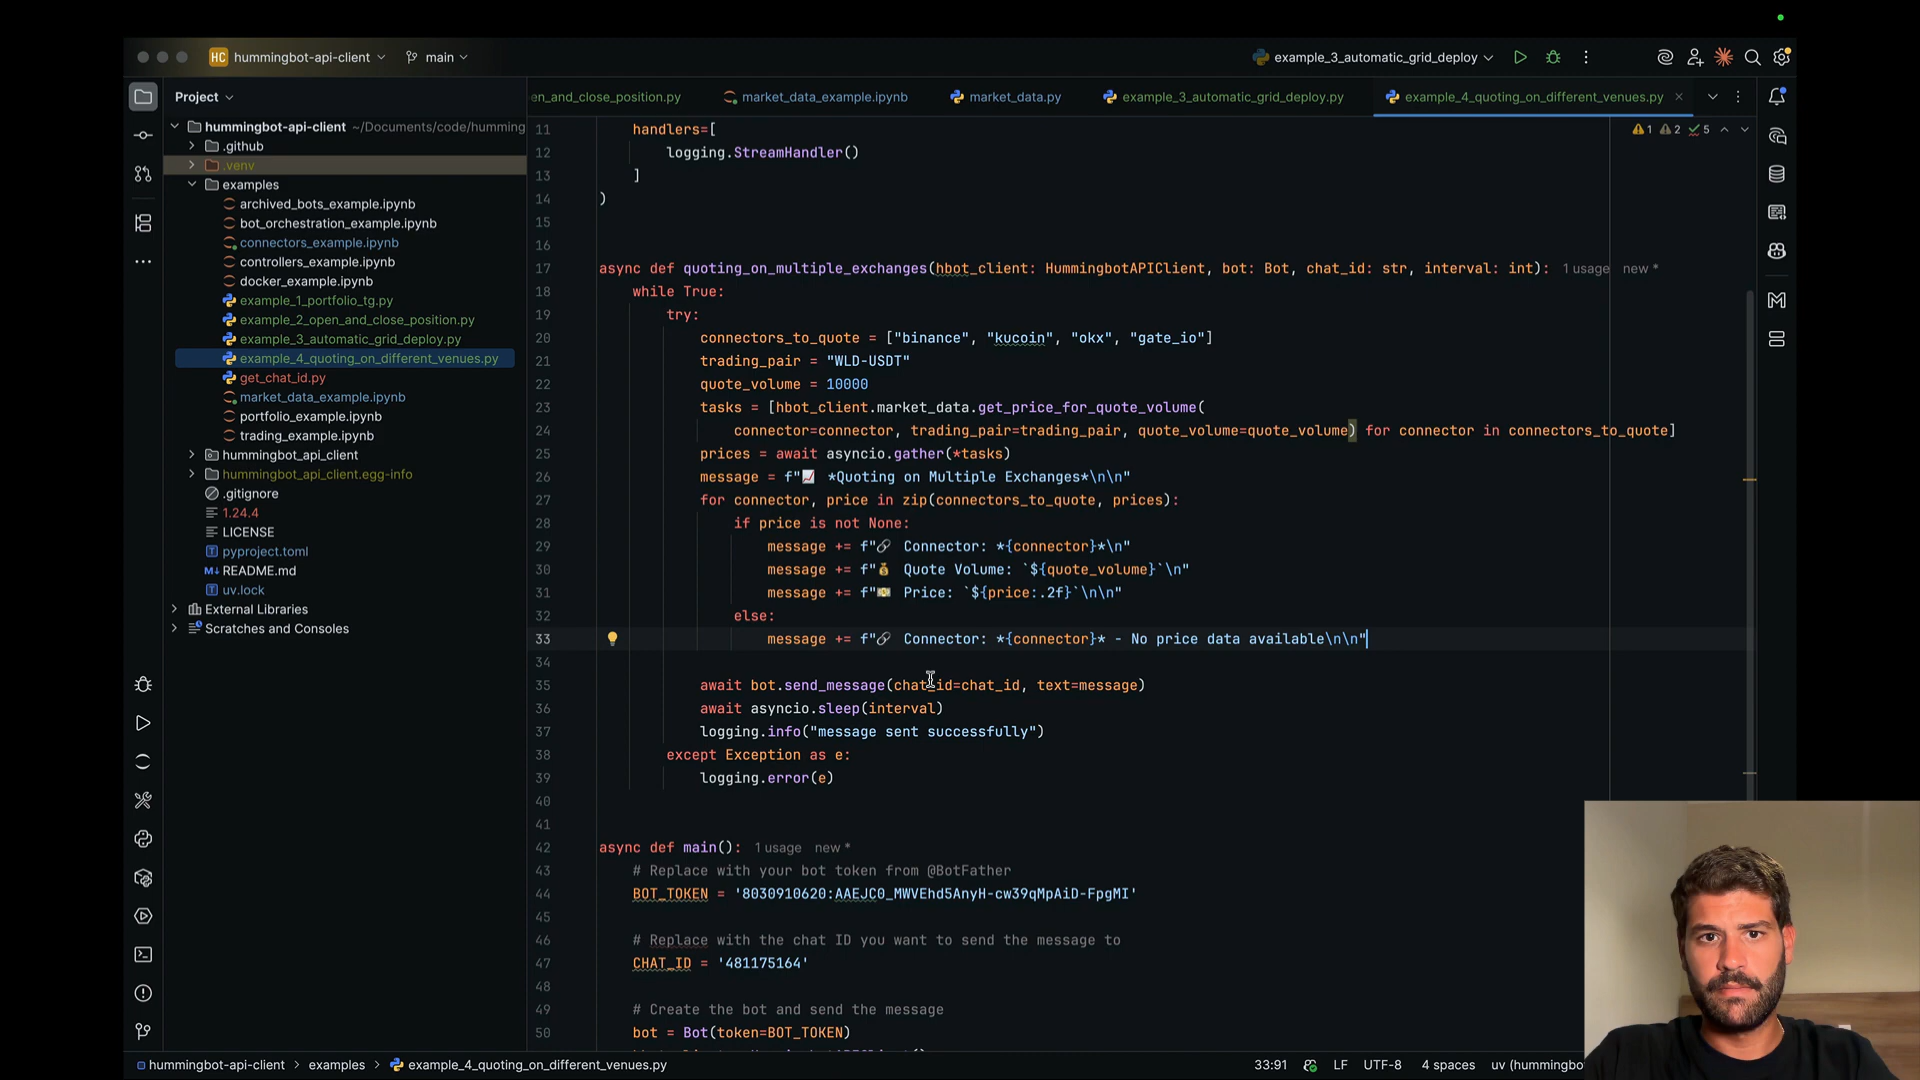 HC hummingbot-api-client main example_3_automatic_grid_deploy
Project
en_and_close_position.py market_data_example.ipynb market_data.py example_3_automatic_grid_deploy.py example_4_quoting_on_different_venues.py
hummingbot-api-client ~/Documents/code/humming
.github
.venv
examples
archived_bots_example.ipynb
bot_orchestration_example.ipynb
connectors_example.ipynb
controllers_example.ipynb
docker_example.ipynb
example_1_portfolio_tg.py
example_2_open_and_close_position.py
example_3_automatic_grid_deploy.py
example_4_quoting_on_different_venues.py
get_chat_id.py
market_data_example.ipynb
portfolio_example.ipynb
trading_example.ipynb
hummingbot_api_client
hummingbot_api_client.egg-info
.gitignore
1.24.4
LICENSE
pyproject.toml
README.md
uv.lock
External Libraries
Scratches and Consoles
1 2 5
11 handlers=[
12 logging.StreamHandler()
13 ]
14 )
15
16
17 async def quoting_on_multiple_exchanges(hbot_client: HummingbotAPIClient, bot: Bot, chat_id: str, interval: int): 1 usage new *
18 while True:
19 try:
20 connectors_to_quote = ["binance", "kucoin", "okx", "gate_io"]
21 trading_pair = "WLD-USDT"
22 quote_volume = 10000
23 tasks = [hbot_client.market_data.get_price_for_quote_volume(
24 connector=connector, trading_pair=trading_pair, quote_volume=quote_volume) for connector in connectors_to_quote]
25 prices = await asyncio.gather(*tasks)
26 message = f"📈 *Quoting on Multiple Exchanges*\n\n"
27 for connector, price in zip(connectors_to_quote, prices):
28 if price is not None:
29 message += f"🔗 Connector: *{connector}*\n"
30 message += f"💰 Quote Volume: `${quote_volume}`\n"
31 message += f"💵 Price: `${price:.2f}`\n\n"
32 else:
33 message += f"🔗 Connector: *{connector}* - No price data available\n\n"
34
35 await bot.send_message(chat_id=chat_id, text=message)
36 await asyncio.sleep(interval)
37 logging.info("message sent successfully")
38 except Exception as e:
39 logging.error(e)
40
41
42 async def main(): 1 usage new *
43 # Replace with your bot token from @BotFather
44 BOT_TOKEN = '8030910620:AAEJC0_MWVEhd5AnyH-cw39qMpAiD-FpgMI'
45
46 # Replace with the chat ID you want to send the message to
47 CHAT_ID = '481175164'
48
49 # Create the bot and send the message
50 bot = Bot(token=BOT_TOKEN)
hummingbot-api-client > examples > example_4_quoting_on_different_venues.py 33:91 LF UTF-8 4 spaces uv (hummingbo